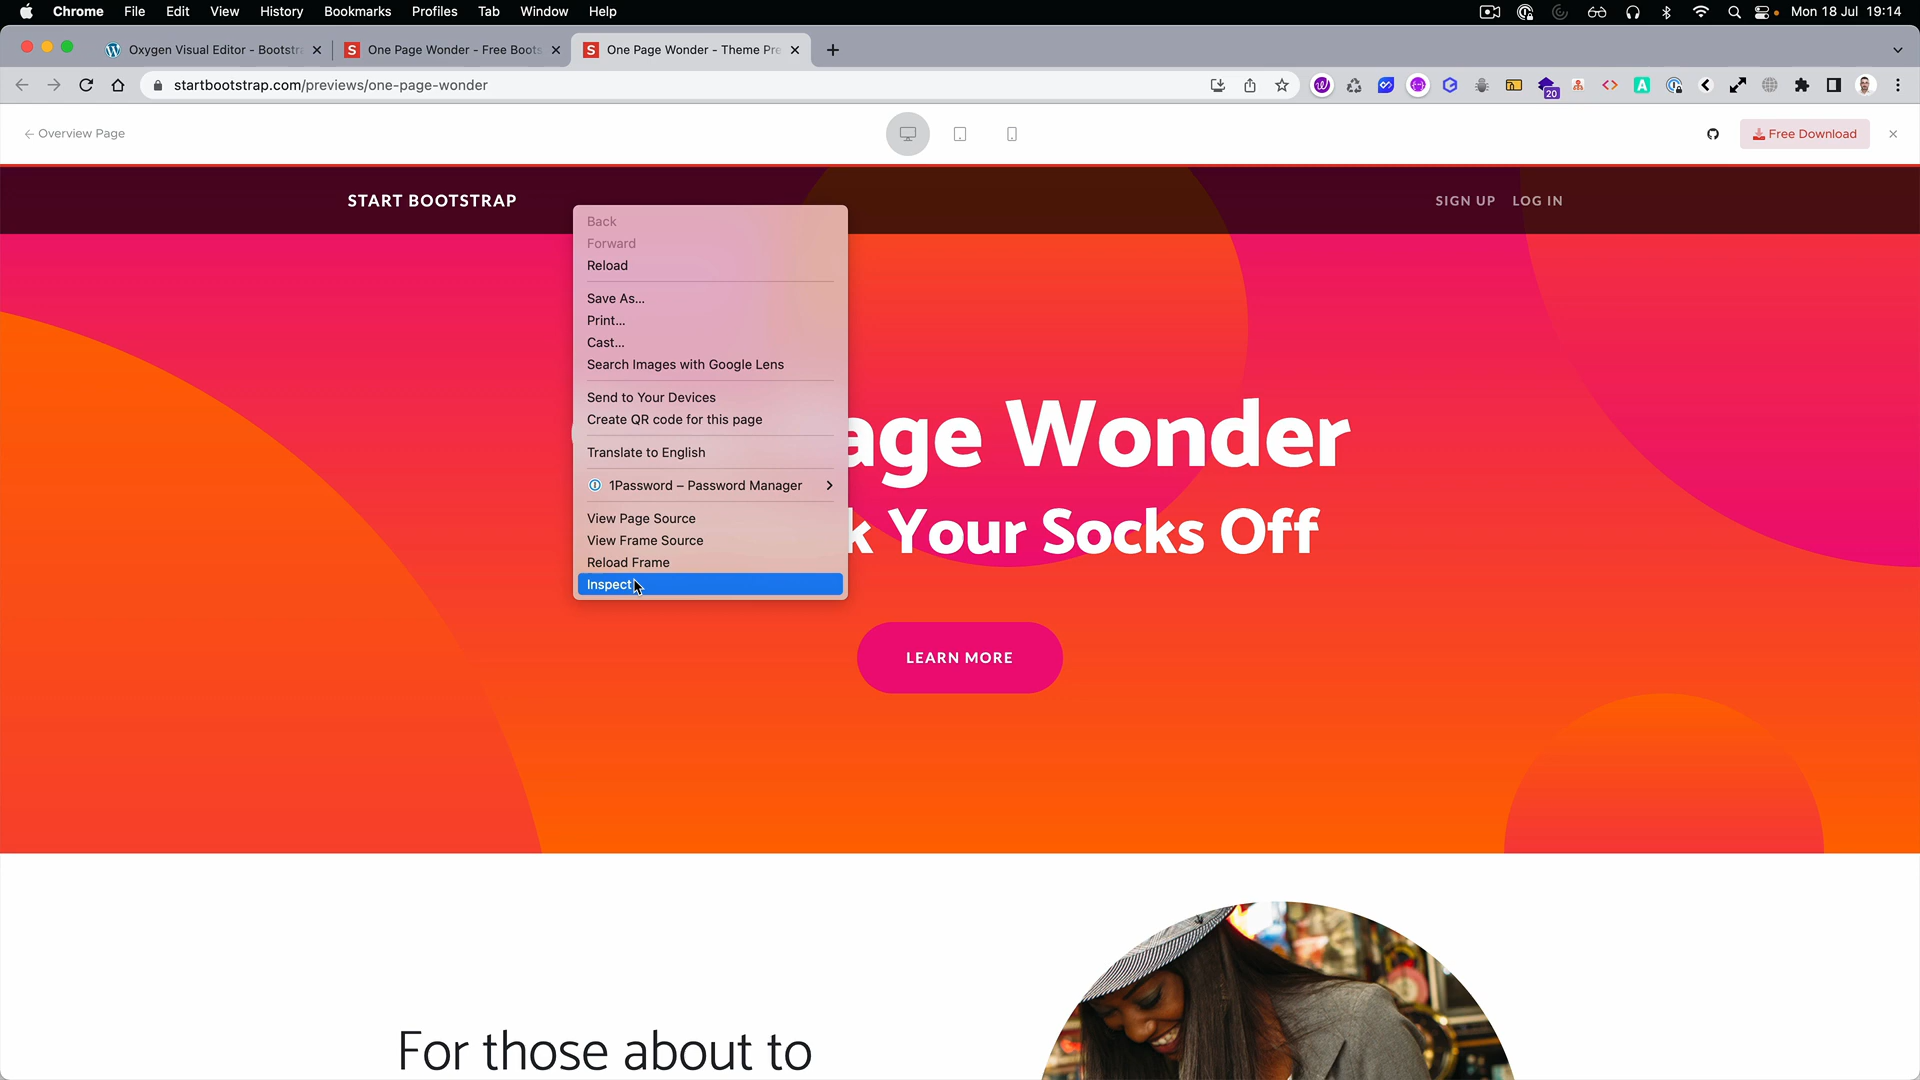 Chrome File Edit View History Bookmarks Profiles Tab Window Help
Mon 18 Jul 19:14
Oxygen Visual Editor - Bootstr
One Page Wonder - Free Boots
One Page Wonder - Theme Pre
startbootstrap.com/previews/one-page-wonder
20
Overview Page
Free Download
START BOOTSTRAP
SIGN UP LOG IN
Back
Forward
Reload
Save As...
Print...
Cast...
Search Images with Google Lens
Send to Your Devices
Create QR code for this page
Translate to English
1Password – Password Manager
View Page Source
View Frame Source
Reload Frame
Inspect
age Wonder
k Your Socks Off
LEARN MORE
For those about to